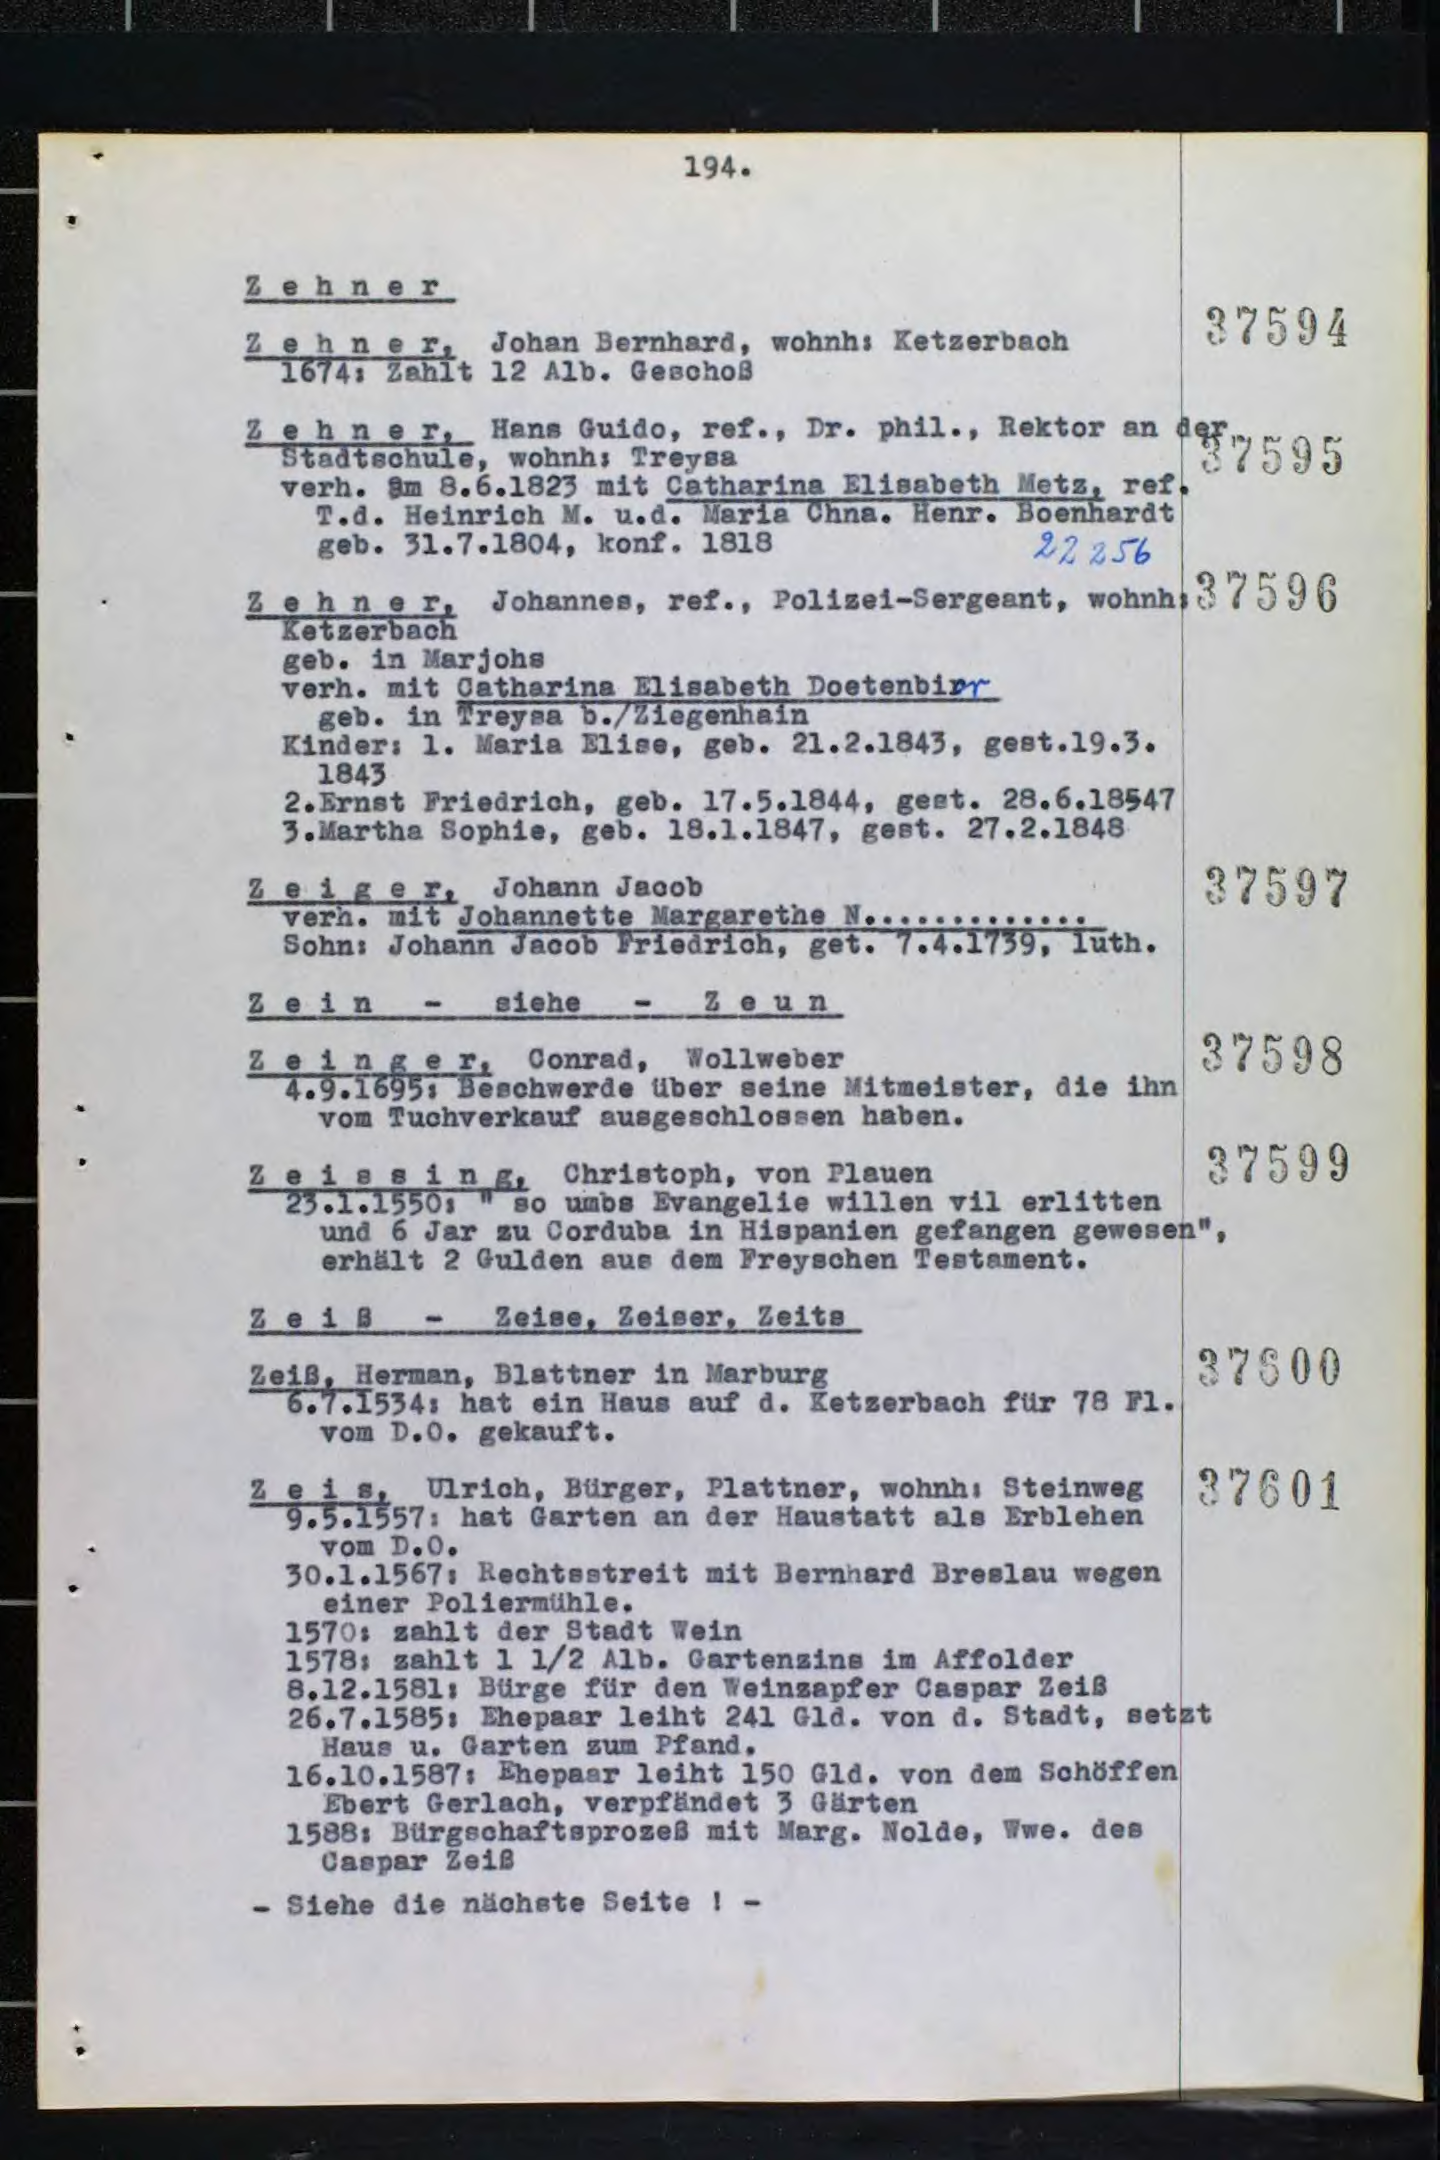 194.
Zehner
Zehner, Johan Bernhard, wohnh: Ketzerbach 37594
1674: Zahlt 12 Alb. Geschoß
Zehner, Hans Guido, ref., Dr. phil., Rektor an der
Stadtschule, wohnh: Treysa 37595
verh. am 8.6.1823 mit Catharina Elisabeth Metz, ref.
T.d. Heinrich M. u.d. Maria Chna. Henr. Boenhardt
geb. 31.7.1804, konf. 1818 22256
Zehner, Johannes, ref., Polizei-Sergeant, wohnh: 37596
Ketzerbach
geb. in Marjohs
verh. mit Catharina Elisabeth Doetenbier
geb. in Treysa b./Ziegenhain
Kinder: 1. Maria Elise, geb. 21.2.1843, gest.19.3.
1843
2.Ernst Friedrich, geb. 17.5.1844, gest. 28.6.18547
3.Martha Sophie, geb. 18.1.1847, gest. 27.2.1848
Zeiger, Johann Jacob 37597
verh. mit Johannette Margarethe N.............
Sohn: Johann Jacob Friedrich, get. 7.4.1739, luth.
Zein - siehe - Zeun
Zeinger, Conrad, Wollweber 37598
4.9.1695: Beschwerde über seine Mitmeister, die ihn
vom Tuchverkauf ausgeschlossen haben.
Zeissing, Christoph, von Plauen 37599
23.1.1550: " so umbs Evangelie willen vil erlitten
und 6 Jar zu Corduba in Hispanien gefangen gewesen",
erhält 2 Gulden aus dem Freyschen Testament.
Zeiß - Zeise, Zeiser, Zeits
Zeiß, Herman, Blattner in Marburg 37600
6.7.1534: hat ein Haus auf d. Ketzerbach für 78 Fl.
vom D.O. gekauft.
Zeis, Ulrich, Bürger, Plattner, wohnh: Steinweg 37601
9.5.1557: hat Garten an der Haustatt als Erblehen
vom D.O.
30.1.1567: Rechtsstreit mit Bernhard Breslau wegen
einer Poliermühle.
1570: zahlt der Stadt Wein
1578: zahlt 1 1/2 Alb. Gartenzins im Affolder
8.12.1581: Bürge für den Weinzapfer Caspar Zeiß
26.7.1585: Ehepaar leiht 241 Gld. von d. Stadt, setzt
Haus u. Garten zum Pfand.
16.10.1587: Ehepaar leiht 150 Gld. von dem Schöffen
Ebert Gerlach, verpfändet 3 Gärten
1588: Bürgschaftsprozeß mit Marg. Nolde, Wwe. des
Caspar Zeiß
- Siehe die nächste Seite ! -